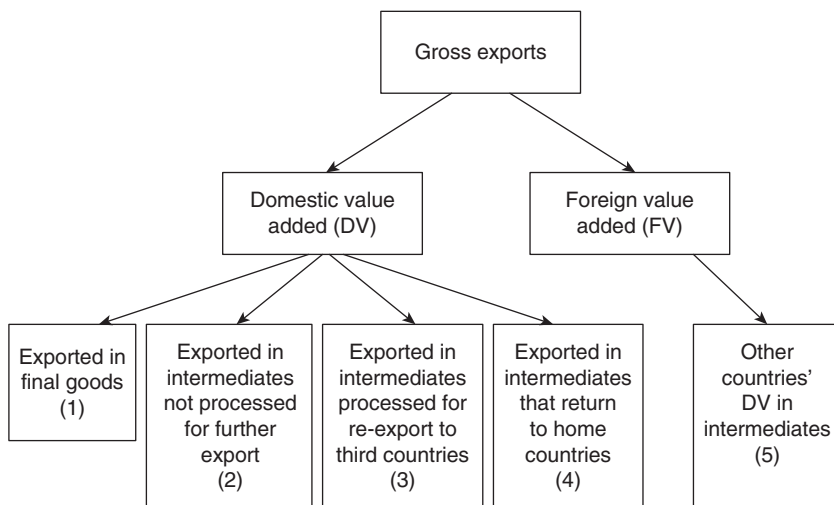 Gross exports
Domestic value
added (DV)
Foreign value
added (FV)
Exported in
final goods
(1)
Exported in
intermediates
not processed
for further
export
(2)
Exported in
intermediates
processed for
re-export to
third countries
(3)
Exported in
intermediates
that return
to home
countries
(4)
Other
countries’
DV in
intermediates
(5)